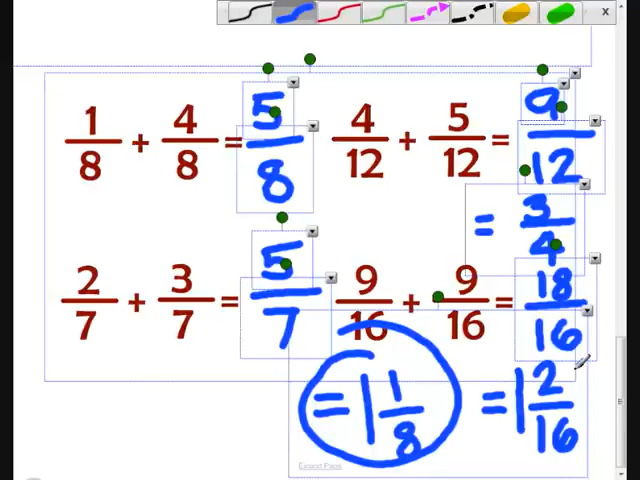 1/8 + 4/8 = 5/8
4/12 + 5/12 = 9/12
= 3/4
2/7 + 3/7 = 5/7
9/16 + 9/16 = 18/16
= 1 2/16
= 1 1/8
Extend Page
x